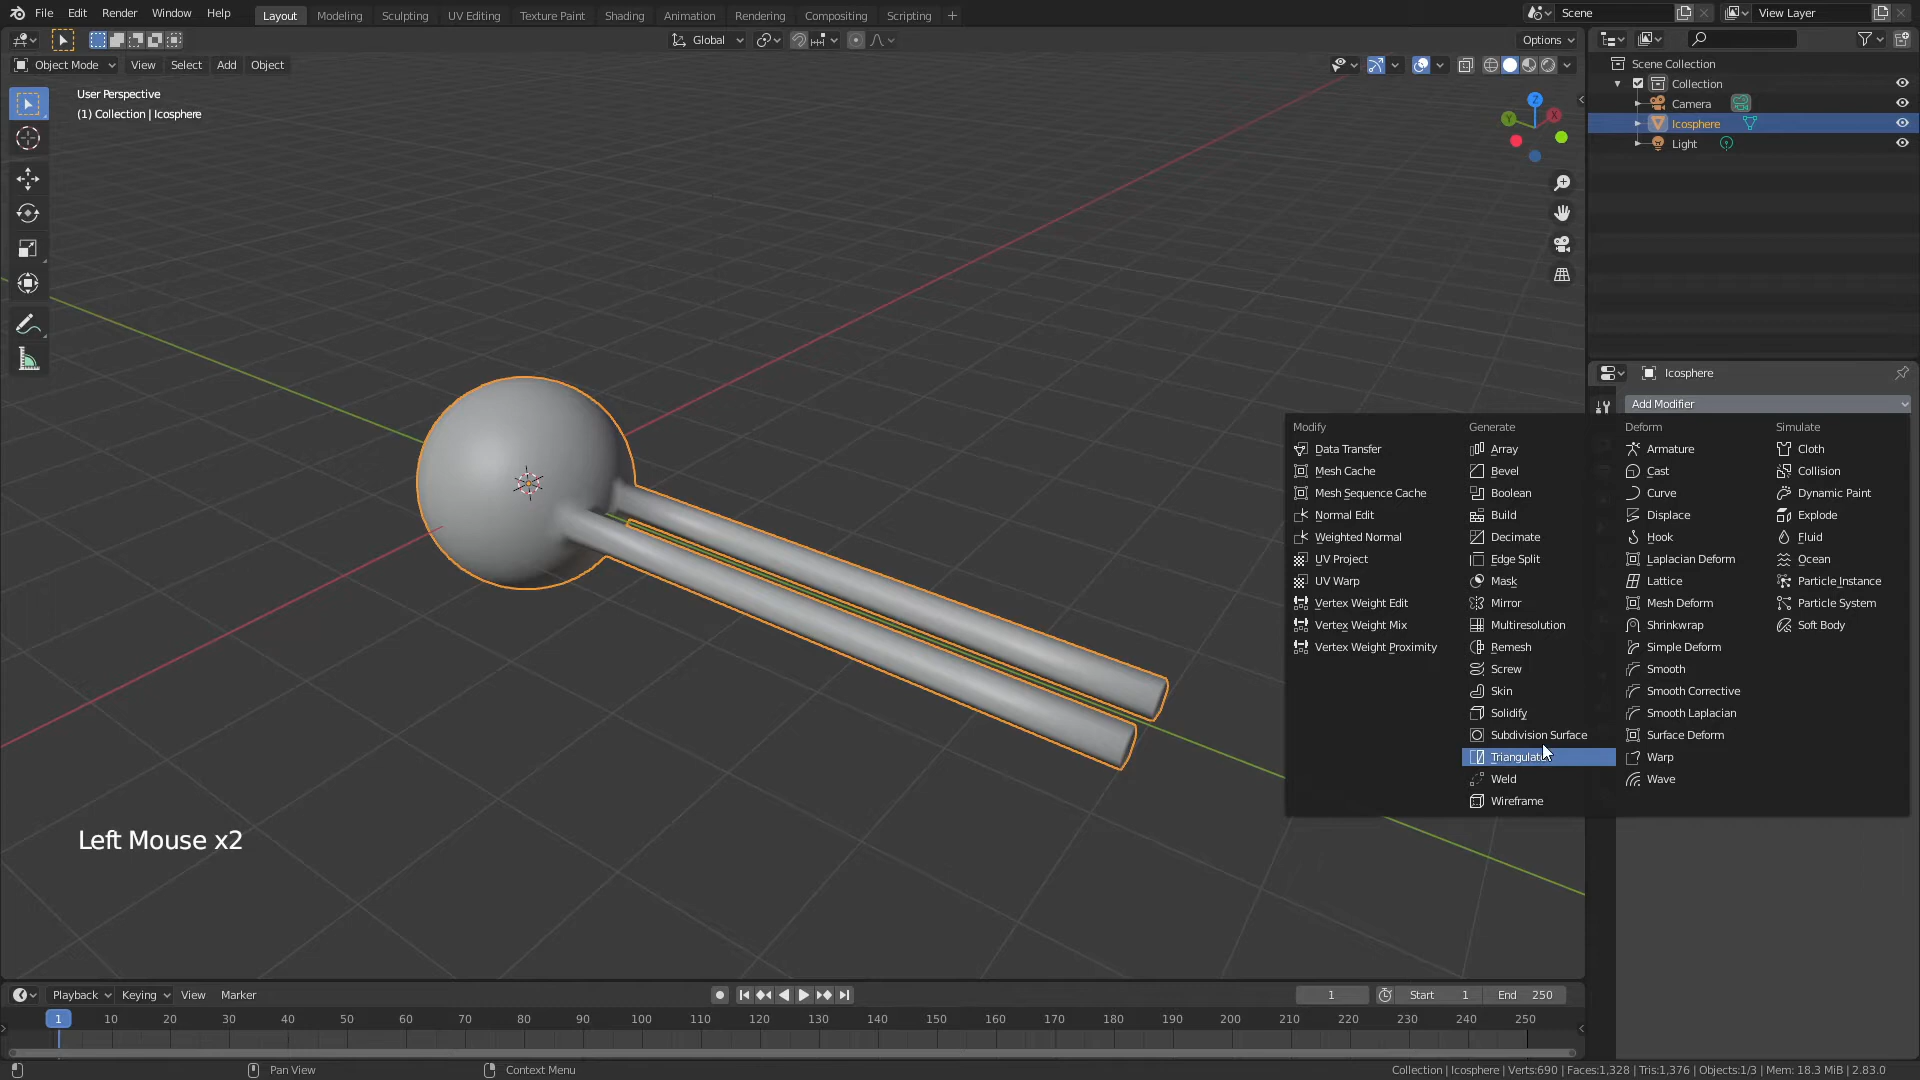 File Edit Render Window Help Layout Modeling Sculpting UV Editing Texture Paint Shading Animation Rendering Compositing Scripting + Scene View Layer
Global Options
Object Mode View Select Add Object
User Perspective
(1) Collection | Icosphere
Z
Y
X
Scene Collection
Collection
Camera
Icosphere
Light
Icosphere
Add Modifier
Modify
Data Transfer
Mesh Cache
Mesh Sequence Cache
Normal Edit
Weighted Normal
UV Project
UV Warp
Vertex Weight Edit
Vertex Weight Mix
Vertex Weight Proximity
Generate
Array
Bevel
Boolean
Build
Decimate
Edge Split
Mask
Mirror
Multiresolution
Remesh
Screw
Skin
Solidify
Subdivision Surface
Triangulate
Weld
Wireframe
Deform
Armature
Cast
Curve
Displace
Hook
Laplacian Deform
Lattice
Mesh Deform
Shrinkwrap
Simple Deform
Smooth
Smooth Corrective
Smooth Laplacian
Surface Deform
Warp
Wave
Simulate
Cloth
Collision
Dynamic Paint
Explode
Fluid
Ocean
Particle Instance
Particle System
Soft Body
Left Mouse x2
Playback Keying View Marker 1 Start 1 End 250
1 10 20 30 40 50 60 70 80 90 100 110 120 130 140 150 160 170 180 190 200 210 220 230 240 250
Pan View Context Menu Collection | Icosphere | Verts:690 | Faces:1,328 | Tris:1,376 | Objects:1/3 | Mem: 18.3 MiB | 2.83.0